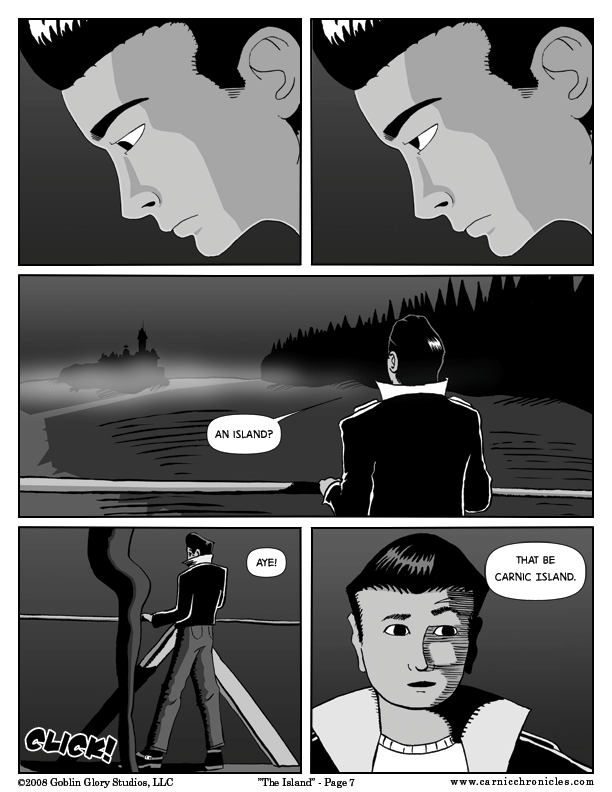 AN ISLAND?
AYE!
CLICK!
THAT BE
CARNIC ISLAND.
©2008 Goblin Glory Studios, LLC "The Island" - Page 7 www.carnicchronicles.com